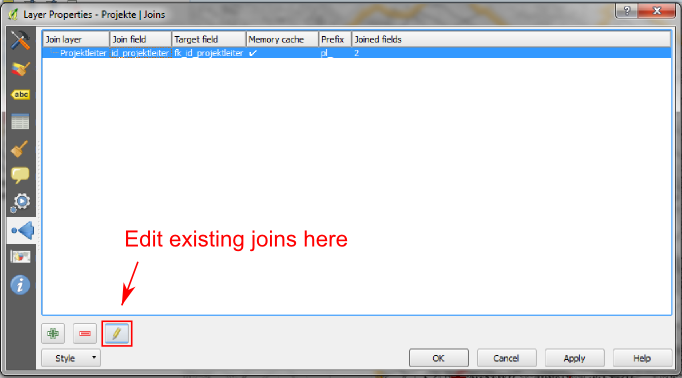 Layer Properties - Projekte | Joins
Join layer Join field Target field Memory cache Prefix Joined fields
Projektleiter id_projektleiter fk_id_projektleiter pl_ 2
abc
Edit existing joins here
Style
OK Cancel Apply Help